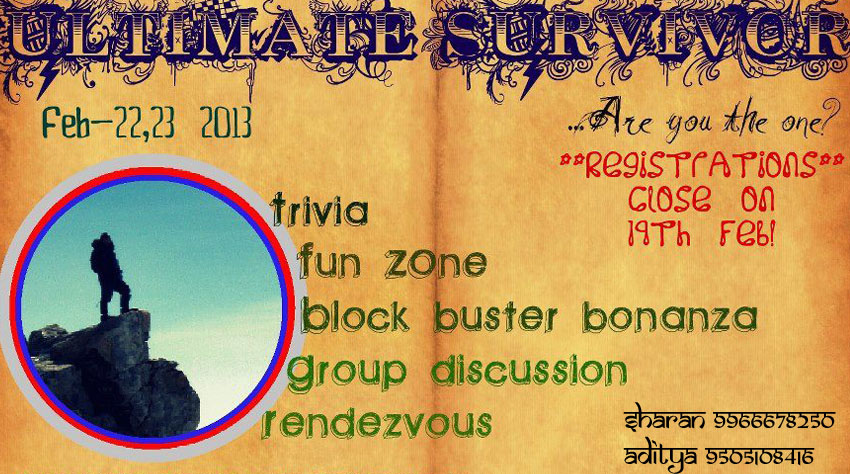 ULTIMATE SURVIVOR
Feb-22,23 2013
...Are you the one?
**Registrations**
Close on
19th Feb!
trivia
fun zone
block buster bonanza
group discussion
rendezvous
sharan 9966678250
aditya 9505108416